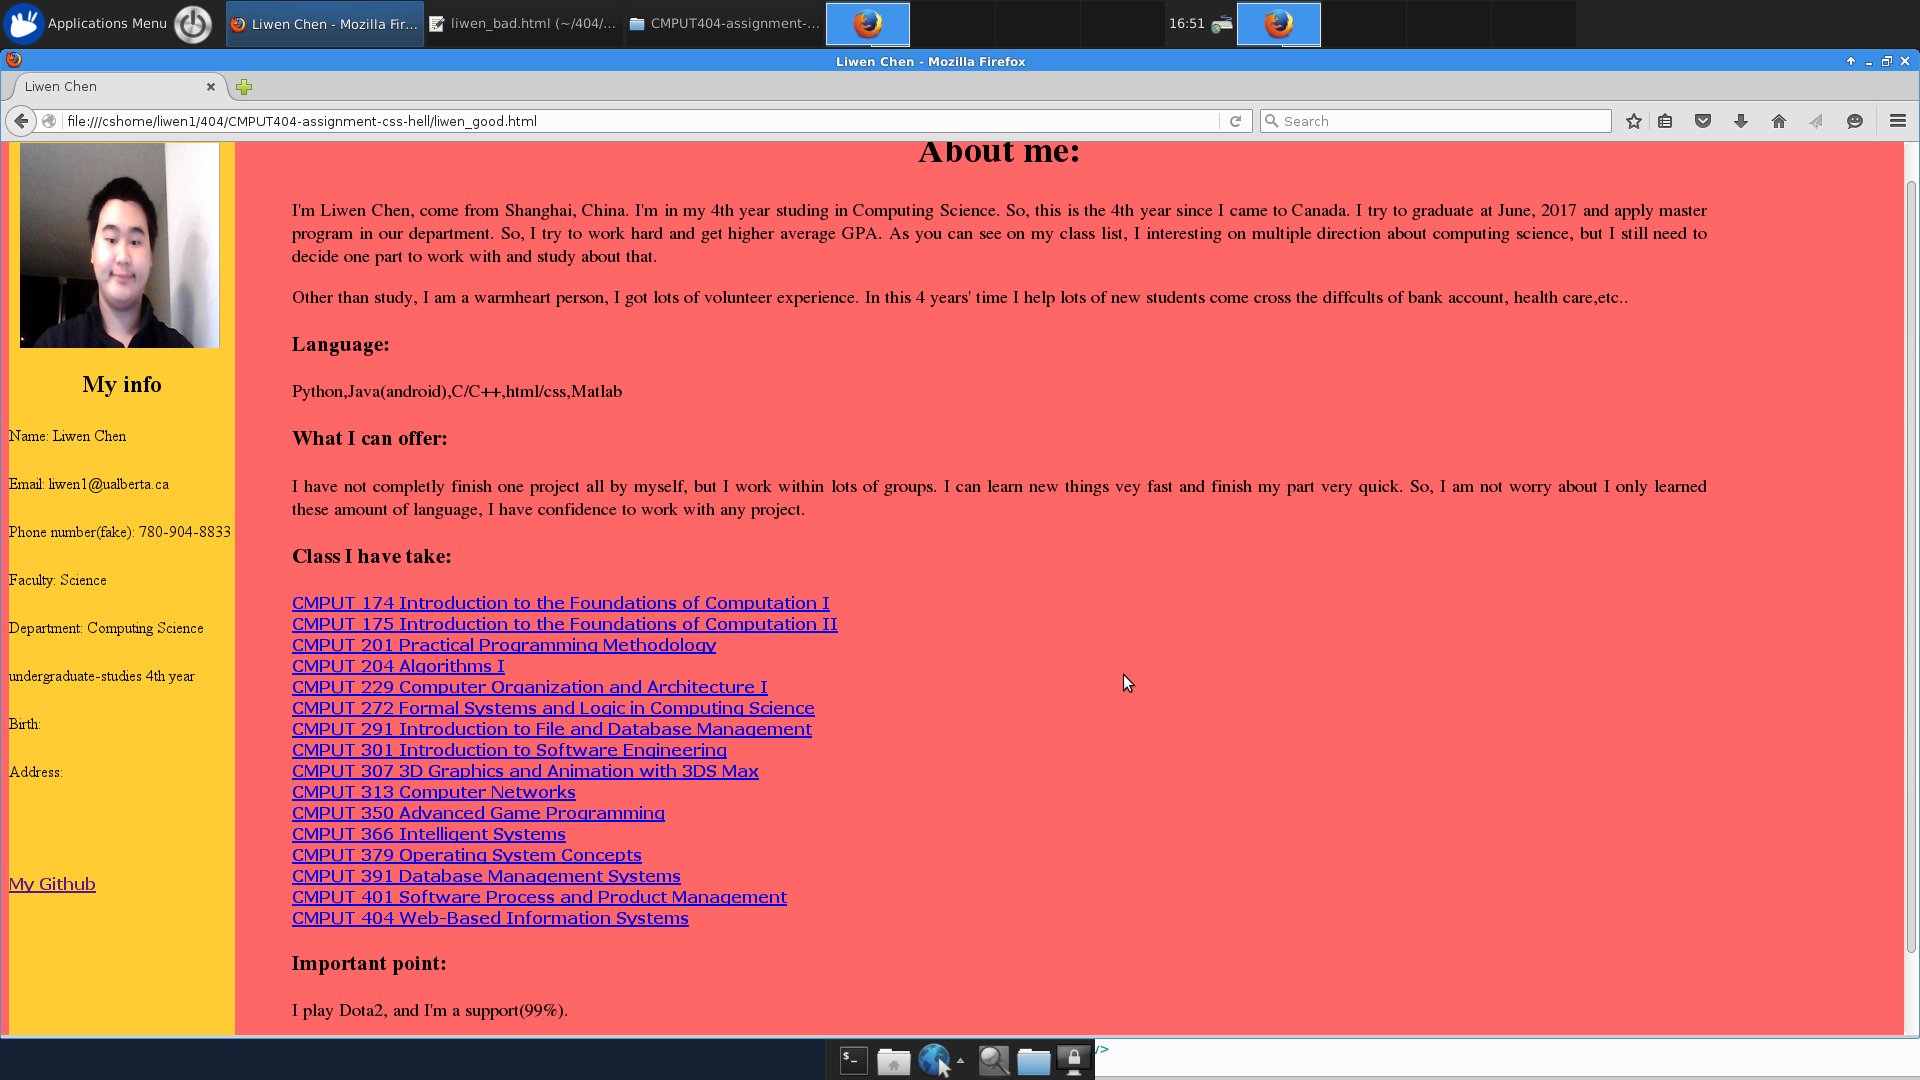 Applications Menu
Liwen Chen - Mozilla Fir...
liwen_bad.html (~/404/...
CMPUT404-assignment-...
16:51
Liwen Chen - Mozilla Firefox
Liwen Chen
file:///cshome/liwen1/404/CMPUT404-assignment-css-hell/liwen_good.html
Search
My info
Name: Liwen Chen
Email: liwen1@ualberta.ca
Phone number(fake): 780-904-8833
Faculty: Science
Department: Computing Science
undergraduate-studies 4th year
Birth:
Address:
My Github
About me:
I'm Liwen Chen, come from Shanghai, China. I'm in my 4th year studing in Computing Science. So, this is the 4th year since I came to Canada. I try to graduate at June, 2017 and apply master
program in our department. So, I try to work hard and get higher average GPA. As you can see on my class list, I interesting on multiple direction about computing science, but I still need to
decide one part to work with and study about that.
Other than study, I am a warmheart person, I got lots of volunteer experience. In this 4 years' time I help lots of new students come cross the diffcults of bank account, health care,etc..
Language:
Python,Java(android),C/C++,html/css,Matlab
What I can offer:
I have not completly finish one project all by myself, but I work within lots of groups. I can learn new things vey fast and finish my part very quick. So, I am not worry about I only learned
these amount of language, I have confidence to work with any project.
Class I have take:
CMPUT 174 Introduction to the Foundations of Computation I
CMPUT 175 Introduction to the Foundations of Computation II
CMPUT 201 Practical Programming Methodology
CMPUT 204 Algorithms I
CMPUT 229 Computer Organization and Architecture I
CMPUT 272 Formal Systems and Logic in Computing Science
CMPUT 291 Introduction to File and Database Management
CMPUT 301 Introduction to Software Engineering
CMPUT 307 3D Graphics and Animation with 3DS Max
CMPUT 313 Computer Networks
CMPUT 350 Advanced Game Programming
CMPUT 366 Intelligent Systems
CMPUT 379 Operating System Concepts
CMPUT 391 Database Management Systems
CMPUT 401 Software Process and Product Management
CMPUT 404 Web-Based Information Systems
Important point:
I play Dota2, and I'm a support(99%).
$_
/>